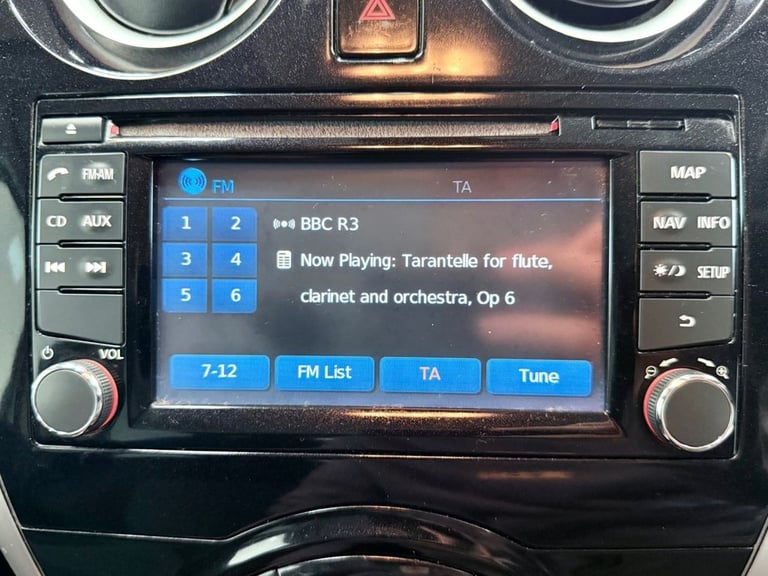 FM TA
1 2 BBC R3
3 4 Now Playing: Tarantelle for flute,
5 6 clarinet and orchestra, Op 6
7-12 FM List TA Tune
FM·AM
CD AUX
VOL
MAP
NAV INFO
SETUP